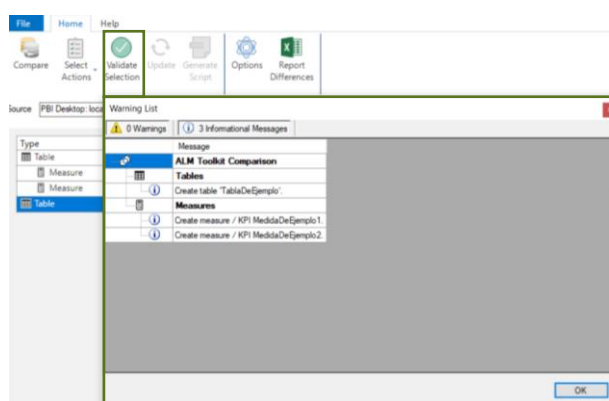 File Home Help
Compare
Select Actions
Validate Selection
Update
Generate Script
Options
Report Differences
Source PBI Desktop: loca
Warning List
0 Warnings 3 Informational Messages
Type
Table
Measure
Measure
Table
Message
ALM Toolkit Comparison
Tables
Create table 'TablaDeEjemplo'.
Measures
Create measure / KPI MedidaDeEjemplo1.
Create measure / KPI MedidaDeEjemplo2.
OK